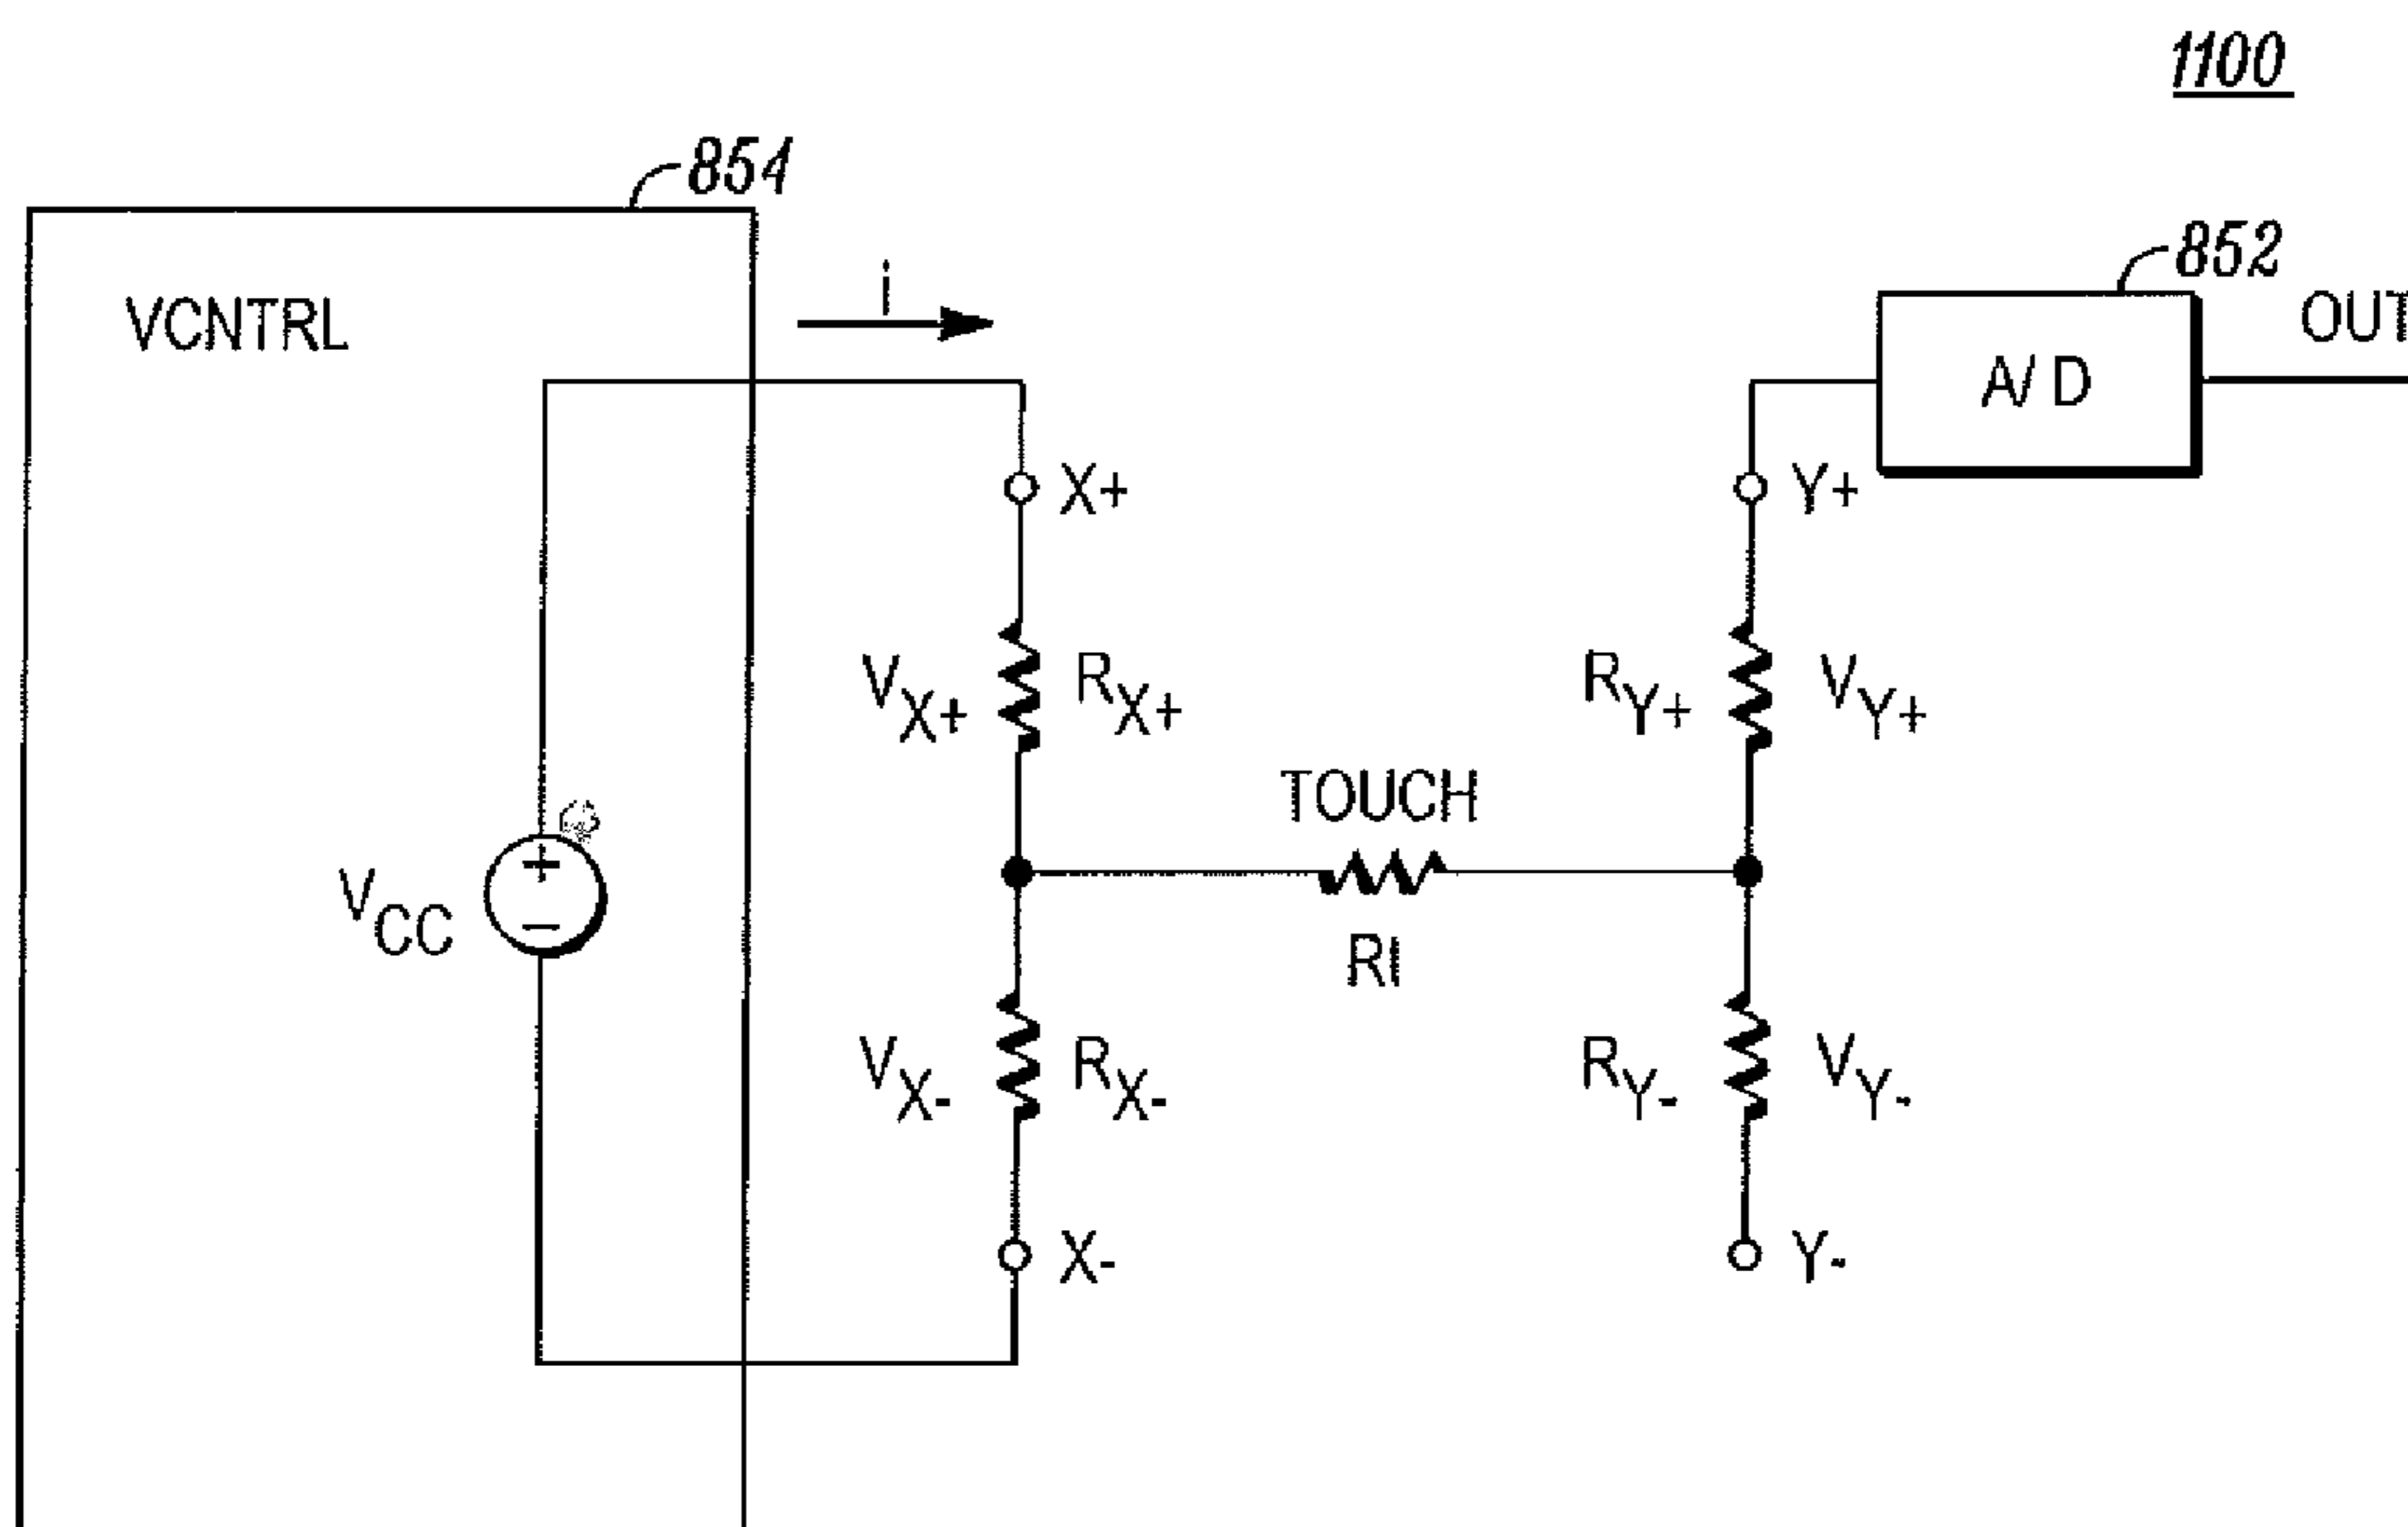 1100
854
852
VCNTRL
i
OUT
A/D
X+
Y+
VX+
RX+
RY+
VY+
TOUCH
+
VCC
−
RI
VX-
RX-
RY-
VY-
X-
Y-